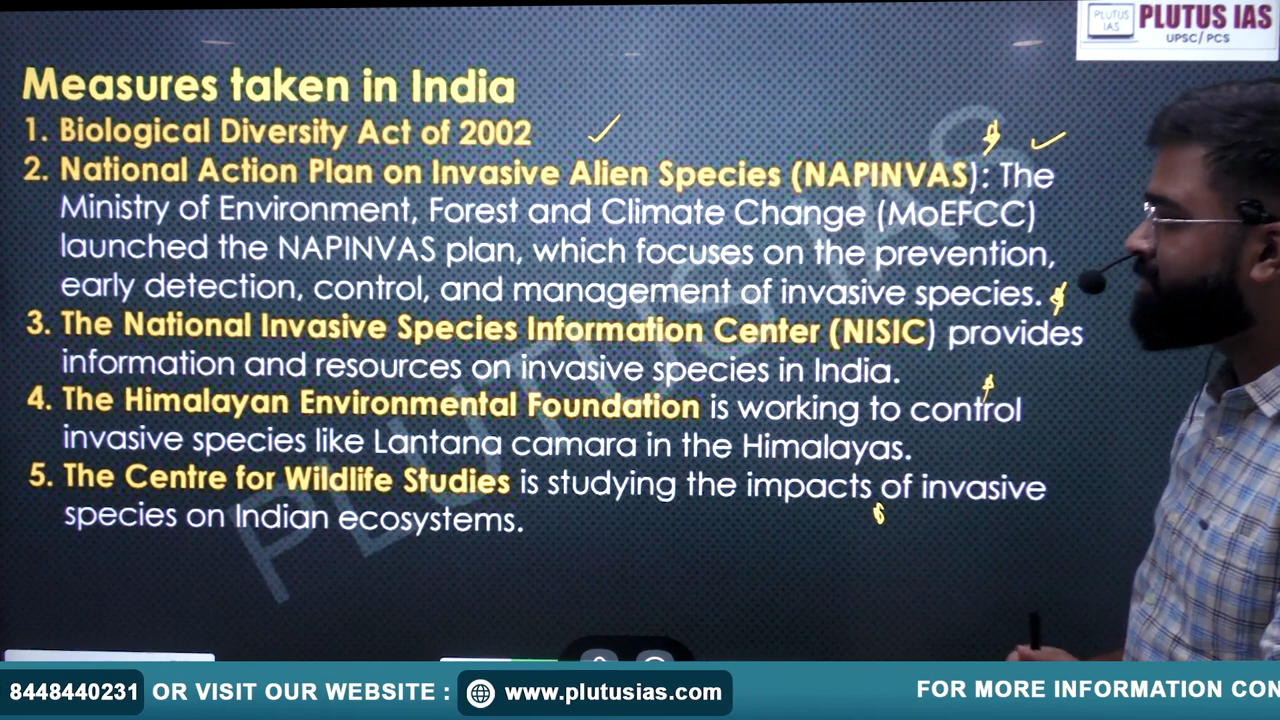 PLUTUS IAS
PLUTUS IAS
UPSC/ PCS
Measures taken in India
1. Biological Diversity Act of 2002
2. National Action Plan on Invasive Alien Species (NAPINVAS): The
Ministry of Environment, Forest and Climate Change (MoEFCC)
launched the NAPINVAS plan, which focuses on the prevention,
early detection, control, and management of invasive species.
3. The National Invasive Species Information Center (NISIC) provides
information and resources on invasive species in India.
4. The Himalayan Environmental Foundation is working to control
invasive species like Lantana camara in the Himalayas.
5. The Centre for Wildlife Studies is studying the impacts of invasive
species on Indian ecosystems.
8448440231 OR VISIT OUR WEBSITE : www.plutusias.com FOR MORE INFORMATION CON